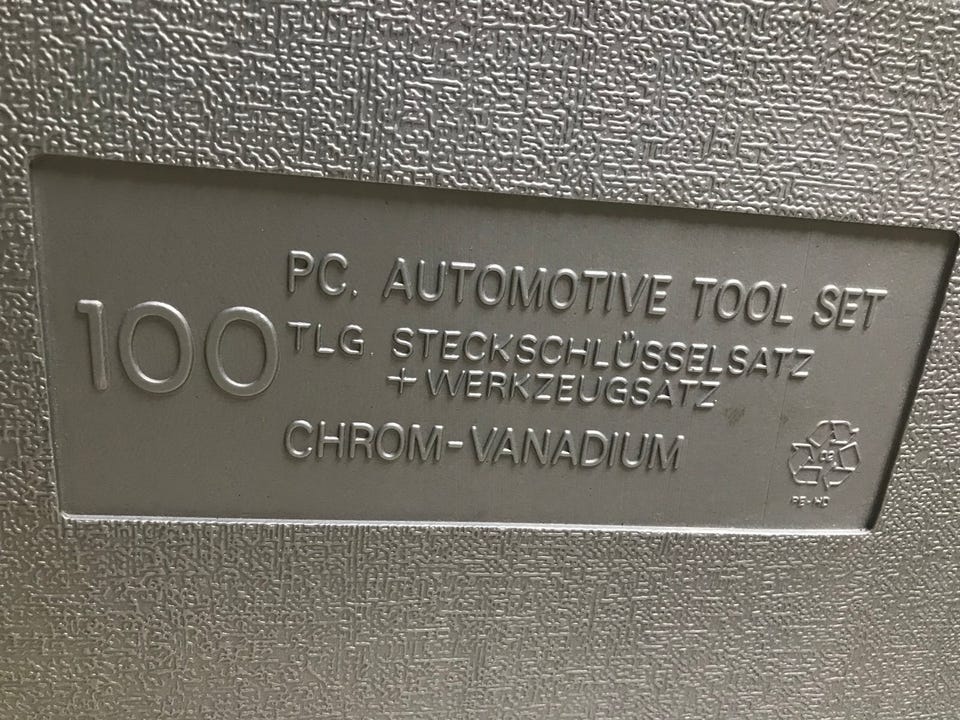 100
PC. AUTOMOTIVE TOOL SET
TLG. STECKSCHLÜSSELSATZ
+WERKZEUGSATZ
CHROM-VANADIUM
PE-HD